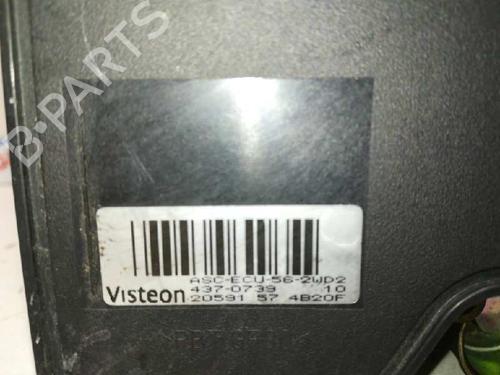 B-PARTS
ASC-ECU-56-2WD2
437-0739 10
Visteon 20591 57 4B20F